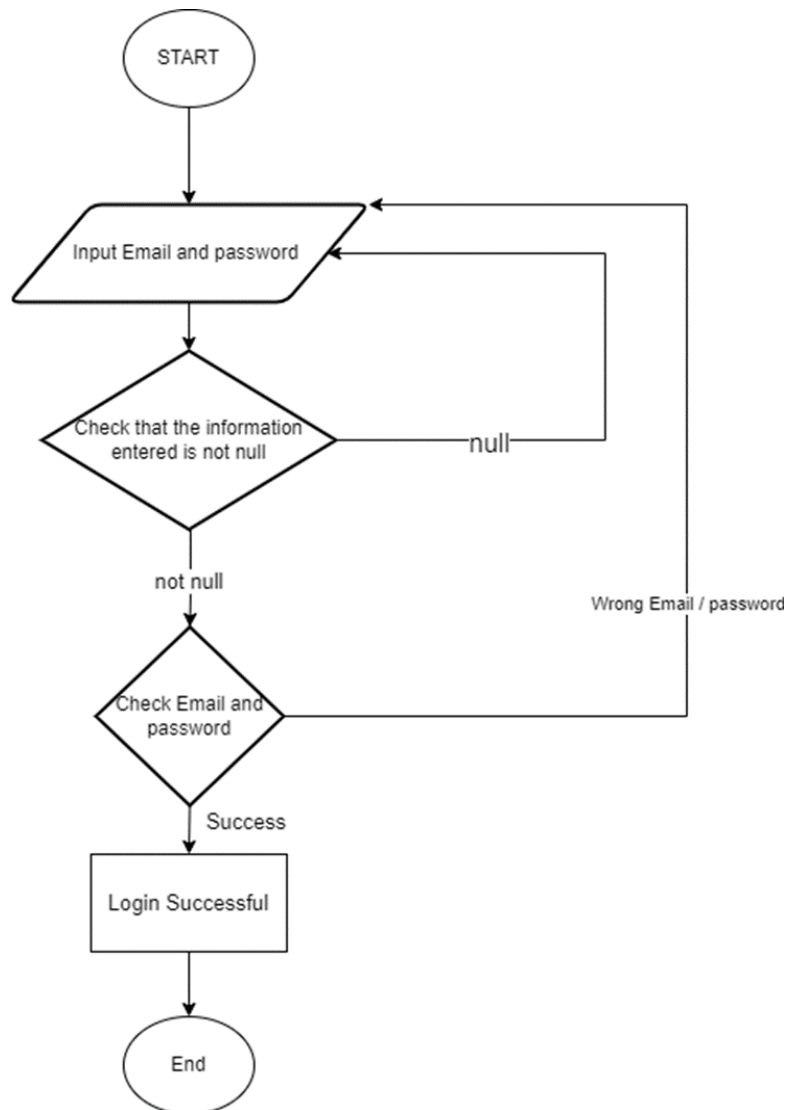 START
Input Email and password
Check that the information
entered is not null
null
not null
Wrong Email / password
Check Email and
password
Success
Login Successful
End